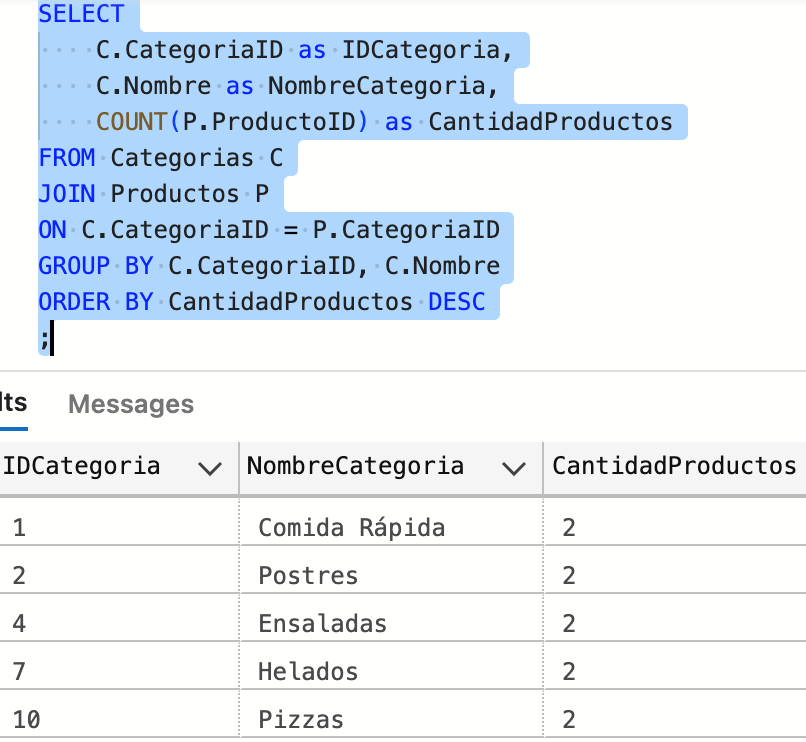 SELECT
C.CategoriaID as IDCategoria,
C.Nombre as NombreCategoria,
COUNT(P.ProductoID) as CantidadProductos
FROM Categorias C
JOIN Productos P
ON C.CategoriaID = P.CategoriaID
GROUP BY C.CategoriaID, C.Nombre
ORDER BY CantidadProductos DESC
;
lts Messages
IDCategoria NombreCategoria CantidadProductos
1 Comida Rápida 2
2 Postres 2
4 Ensaladas 2
7 Helados 2
10 Pizzas 2